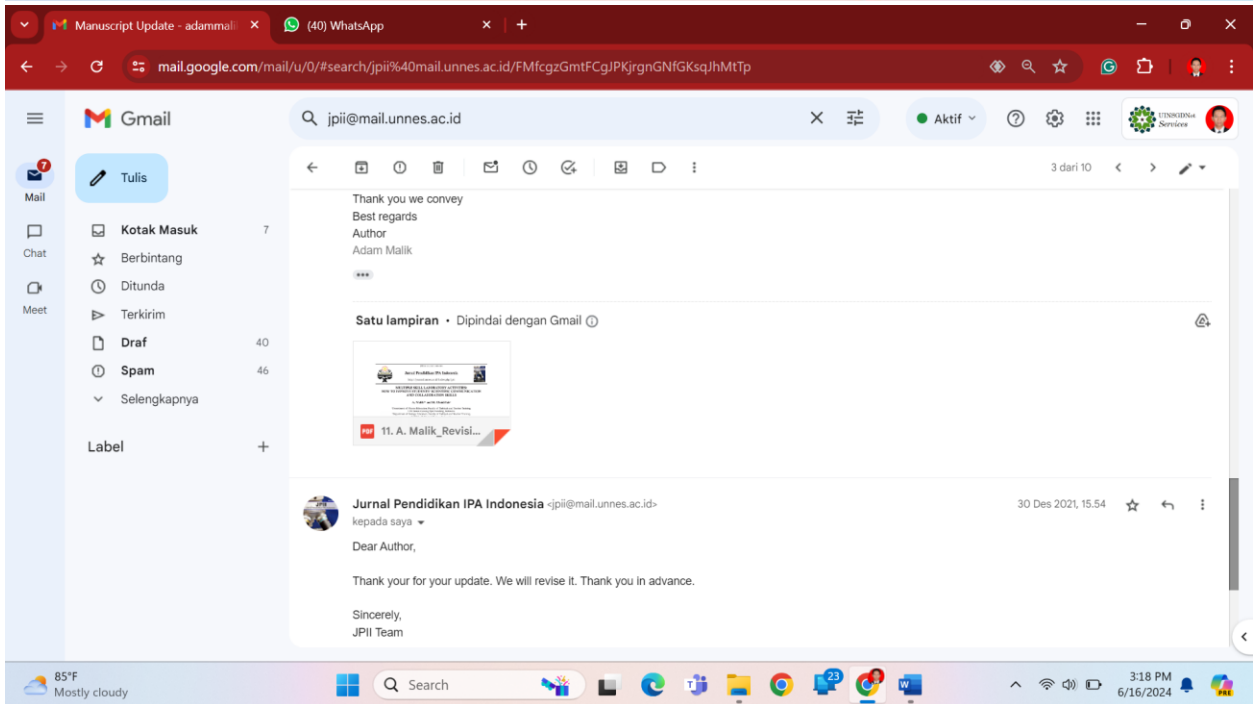 Manuscript Update - adammali
(40) WhatsApp
mail.google.com/mail/u/0/#search/jpii%40mail.unnes.ac.id/FMfcgzGmtFCgJPKjrgnGNfGKsqJhMtTp
Gmail
jpii@mail.unnes.ac.id
Aktif
UINSGDNet
Services
7
Mail
Chat
Meet
Tulis
Kotak Masuk 7
Berbintang
Ditunda
Terkirim
Draf 40
Spam 46
Selengkapnya
Label
3 dari 10
Thank you we convey
Best regards
Author
Adam Malik
Satu lampiran • Dipindai dengan Gmail
Jurnal Pendidikan IPA Indonesia
PDF 11. A. Malik_Revisi...
Jurnal Pendidikan IPA Indonesia <jpii@mail.unnes.ac.id> 30 Des 2021, 15.54
kepada saya
Dear Author,
Thank your for your update. We will revise it. Thank you in advance.
Sincerely,
JPII Team
85°F
Mostly cloudy
Search
23
3:18 PM
6/16/2024
PRE